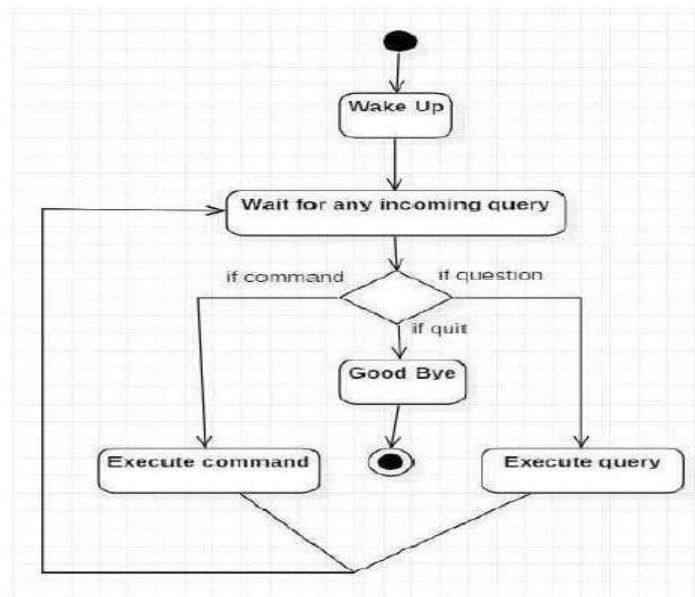 Wake Up
Wait for any incoming query
if command
if question
if quit
Good Bye
Execute command
Execute query